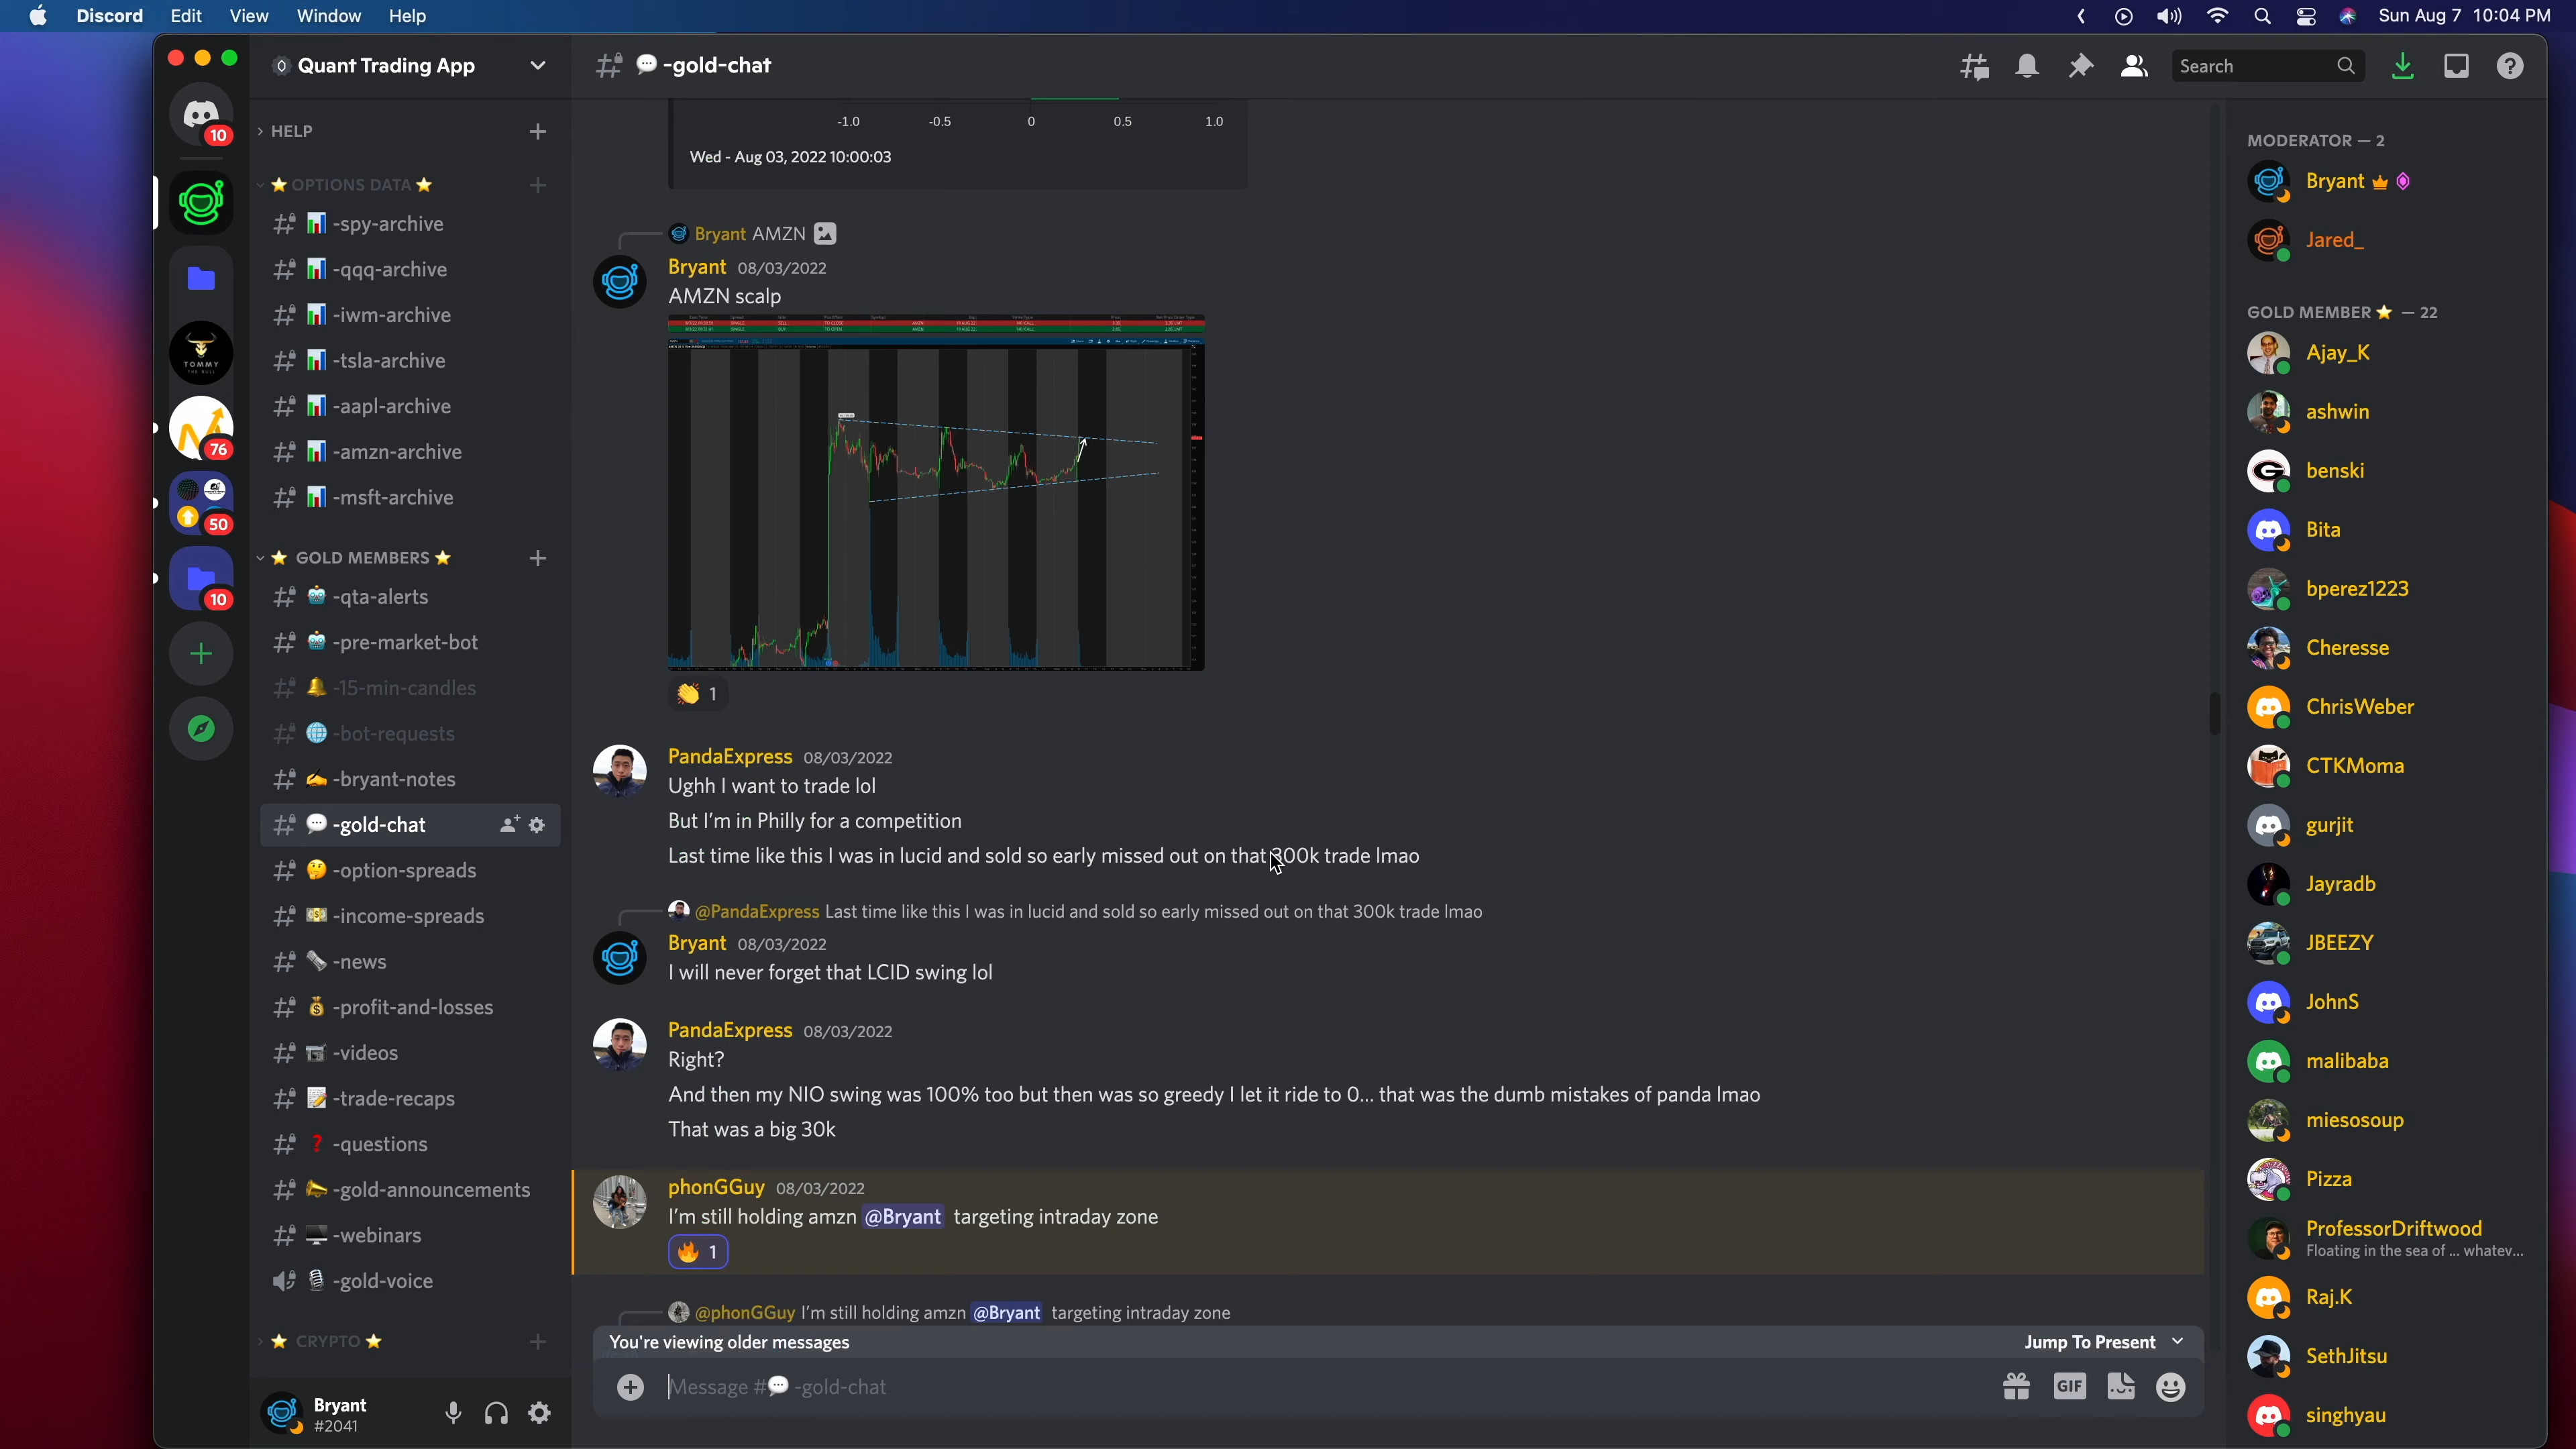 Discord Edit View Window Help
Sun Aug 7 10:04 PM
10
TOMMY
THE BULL
76
50
10
Quant Trading App
HELP
OPTIONS DATA
-spy-archive
-qqq-archive
-iwm-archive
-tsla-archive
-aapl-archive
-amzn-archive
-msft-archive
GOLD MEMBERS
-qta-alerts
-pre-market-bot
-15-min-candles
-bot-requests
-bryant-notes
-gold-chat
-option-spreads
-income-spreads
-news
-profit-and-losses
-videos
-trade-recaps
-questions
-gold-announcements
-webinars
-gold-voice
CRYPTO
Bryant
#2041
-gold-chat
Search
-1.0 -0.5 0 0.5 1.0
Wed - Aug 03, 2022 10:00:03
Bryant AMZN
Bryant 08/03/2022
AMZN scalp
👏 1
PandaExpress 08/03/2022
Ughh I want to trade lol
But I'm in Philly for a competition
Last time like this I was in lucid and sold so early missed out on that 300k trade lmao
@PandaExpress Last time like this I was in lucid and sold so early missed out on that 300k trade lmao
Bryant 08/03/2022
I will never forget that LCID swing lol
PandaExpress 08/03/2022
Right?
And then my NIO swing was 100% too but then was so greedy I let it ride to 0... that was the dumb mistakes of panda lmao
That was a big 30k
phonGGuy 08/03/2022
I'm still holding amzn @Bryant targeting intraday zone
🔥 1
@phonGGuy I'm still holding amzn @Bryant targeting intraday zone
You're viewing older messages
Jump To Present
Message #💬 -gold-chat
GIF
MODERATOR — 2
Bryant
Jared_
GOLD MEMBER⭐ — 22
Ajay_K
ashwin
benski
Bita
bperez1223
Cheresse
ChrisWeber
CTKMoma
gurjit
Jayradb
JBEEZY
JohnS
malibaba
miesosoup
Pizza
ProfessorDriftwood
Floating in the sea of ... whatev...
Raj.K
SethJitsu
singhyau